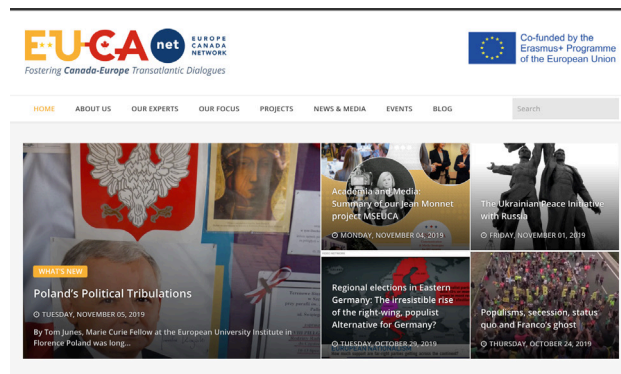 EU-CA net EUROPE
CANADA
NETWORK
Fostering Canada-Europe Transatlantic Dialogues
Co-funded by the
Erasmus+ Programme
of the European Union
HOME ABOUT US OUR EXPERTS OUR FOCUS PROJECTS NEWS & MEDIA EVENTS BLOG Search
WHAT'S NEW
Poland's Political Tribulations
TUESDAY, NOVEMBER 05, 2019
By Tom Junes, Marie Curie Fellow at the European University Institute in
Florence Poland was long...
Academia and Media:
Summary of our Jean Monnet
project MSEUCA
MONDAY, NOVEMBER 04, 2019
The Ukrainian Peace Initiative
with Russia
FRIDAY, NOVEMBER 01, 2019
Regional elections in Eastern
Germany: The irresistible rise
of the right-wing, populist
Alternative for Germany?
TUESDAY, OCTOBER 29, 2019
EUROPEAN NATIONALISM
Populisms, secession, status
quo and Franco's ghost
THURSDAY, OCTOBER 24, 2019